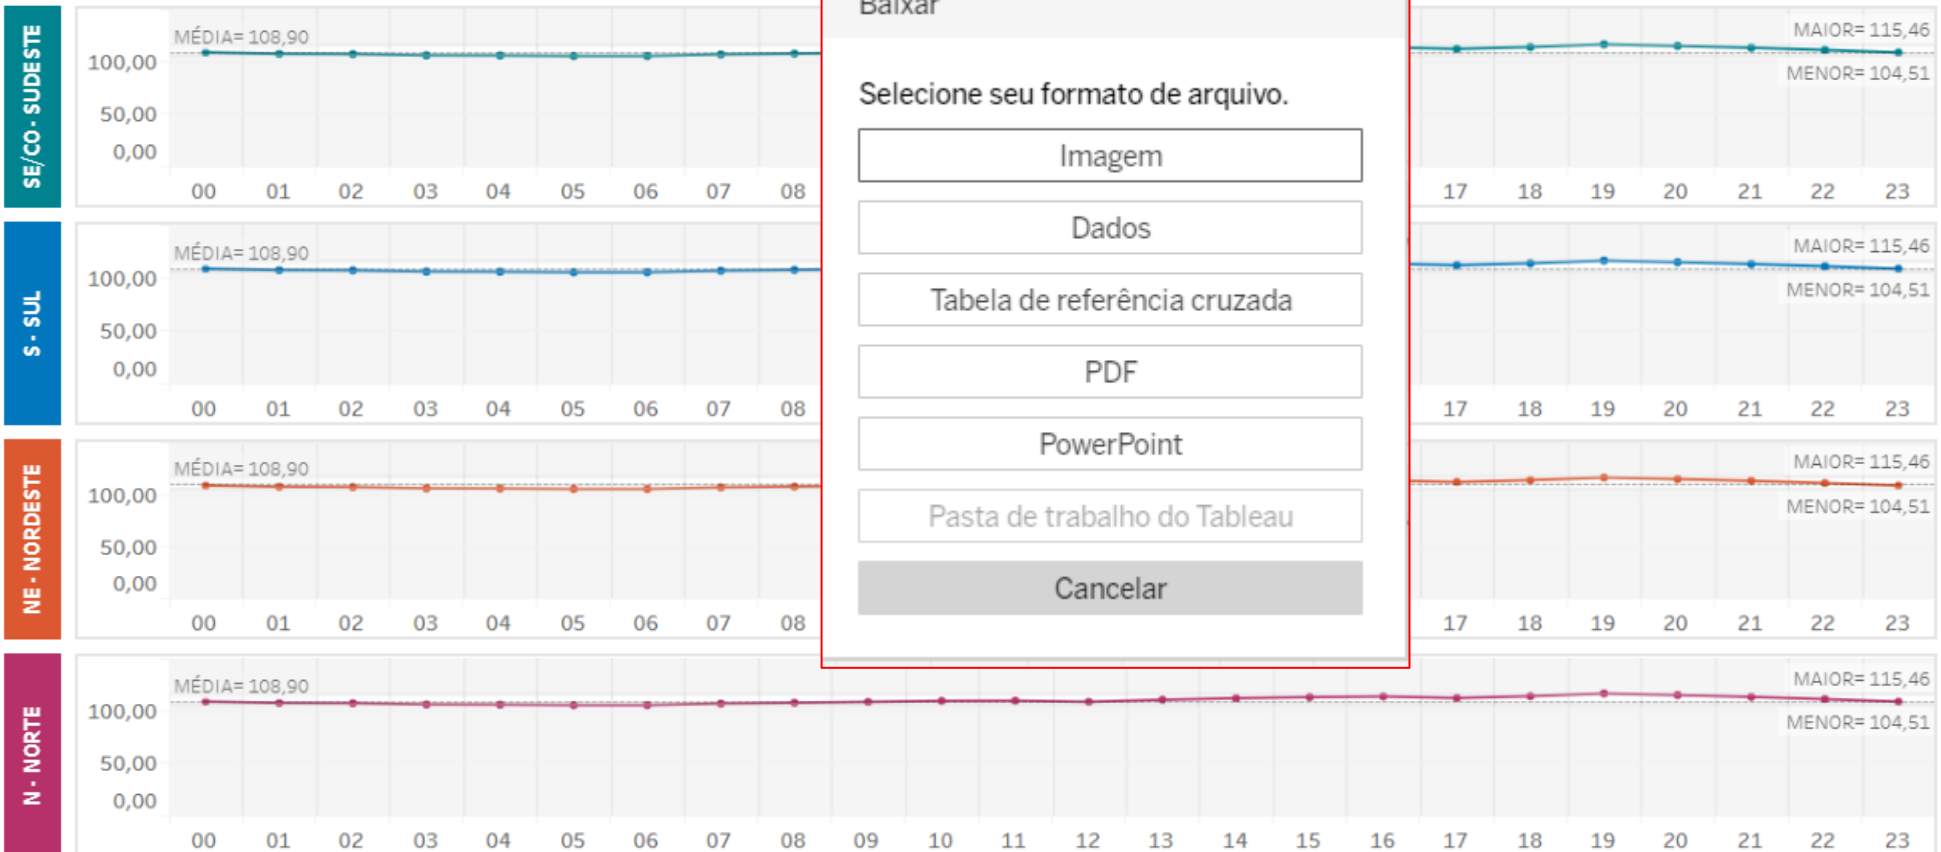 Baixar
Selecione seu formato de arquivo.
Imagem
Dados
Tabela de referência cruzada
PDF
PowerPoint
Pasta de trabalho do Tableau
Cancelar
SE/CO · SUDESTE
MÉDIA= 108,90
MAIOR= 115,46
MENOR= 104,51
100,00
50,00
0,00
00 01 02 03 04 05 06 07 08 17 18 19 20 21 22 23
S · SUL
MÉDIA= 108,90
MAIOR= 115,46
MENOR= 104,51
100,00
50,00
0,00
00 01 02 03 04 05 06 07 08 17 18 19 20 21 22 23
NE · NORDESTE
MÉDIA= 108,90
MAIOR= 115,46
MENOR= 104,51
100,00
50,00
0,00
00 01 02 03 04 05 06 07 08 17 18 19 20 21 22 23
N · NORTE
MÉDIA= 108,90
MAIOR= 115,46
MENOR= 104,51
100,00
50,00
0,00
00 01 02 03 04 05 06 07 08 09 10 11 12 13 14 15 16 17 18 19 20 21 22 23